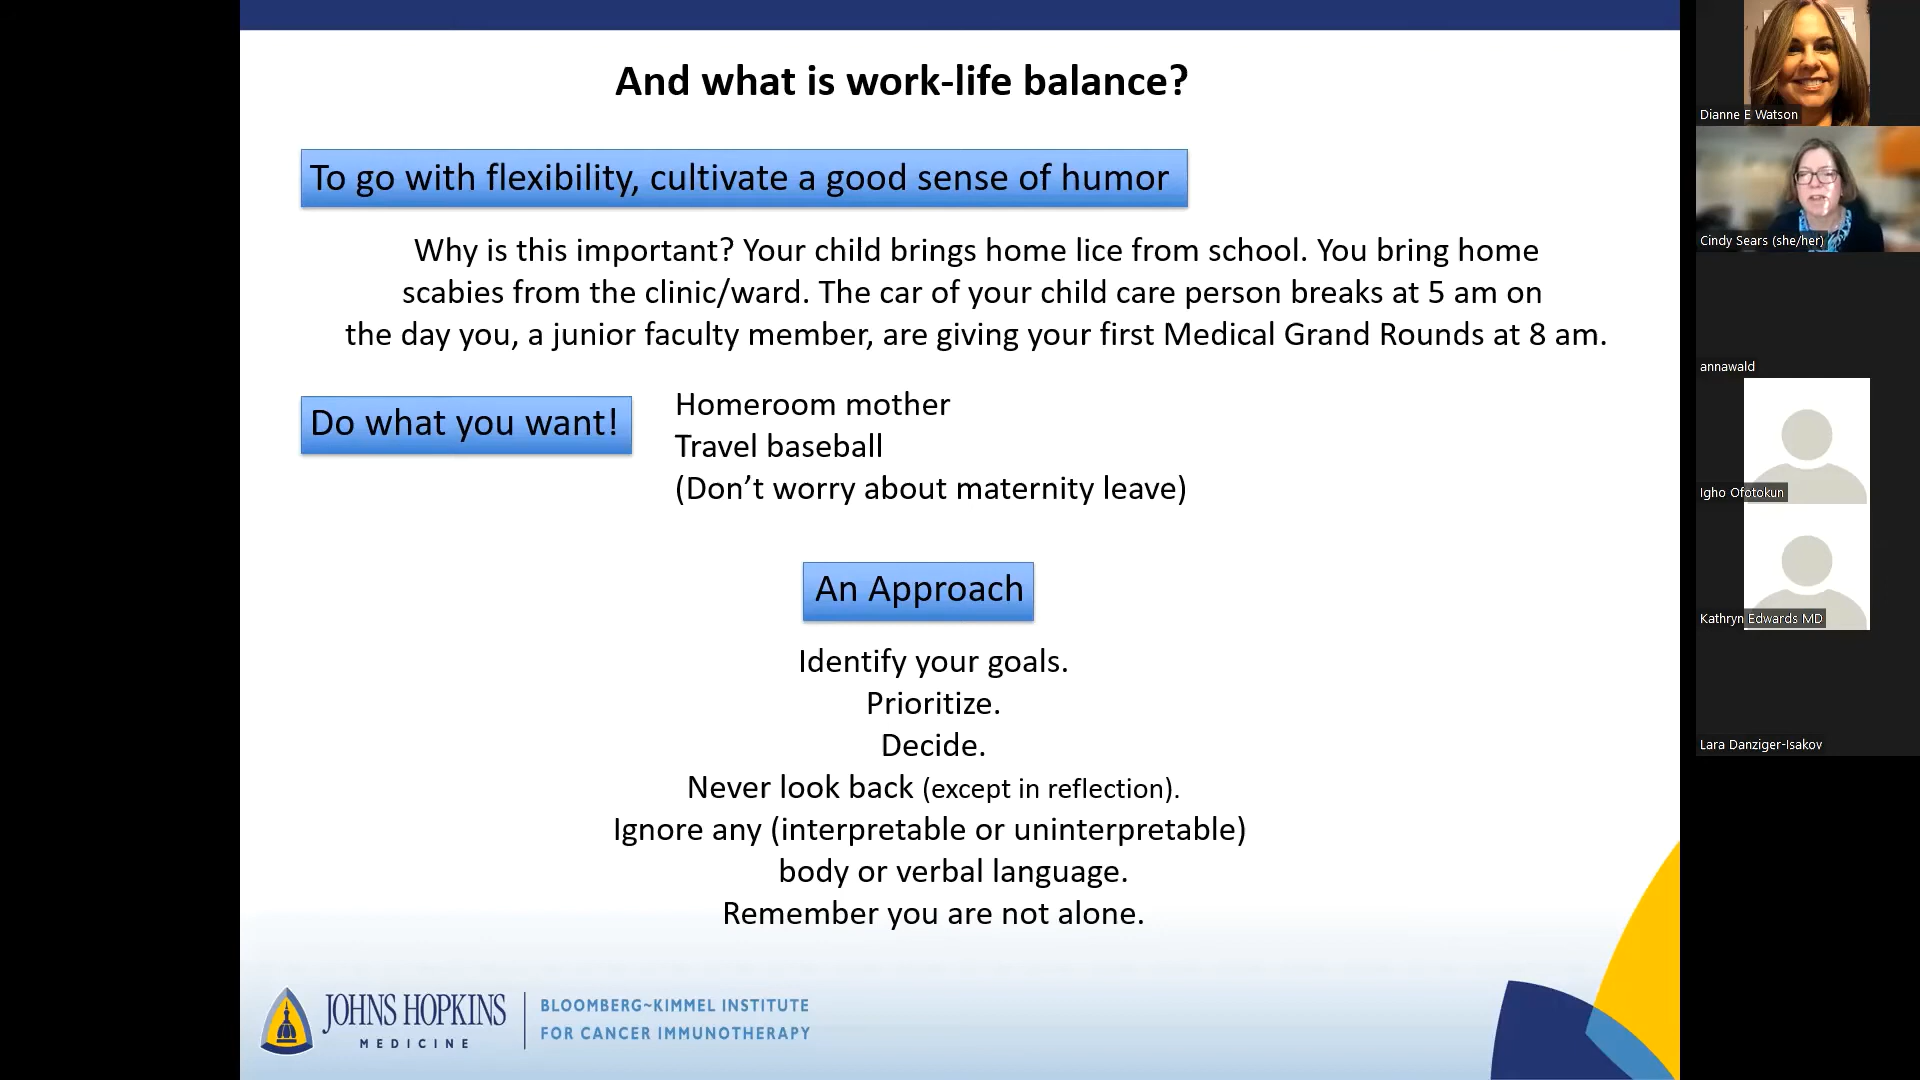 And what is work-life balance?
To go with flexibility, cultivate a good sense of humor
Why is this important? Your child brings home lice from school. You bring home
scabies from the clinic/ward. The car of your child care person breaks at 5 am on
the day you, a junior faculty member, are giving your first Medical Grand Rounds at 8 am.
Do what you want!
Homeroom mother
Travel baseball
(Don’t worry about maternity leave)
An Approach
Identify your goals.
Prioritize.
Decide.
Never look back (except in reflection).
Ignore any (interpretable or uninterpretable)
body or verbal language.
Remember you are not alone.
JOHNS HOPKINS
MEDICINE
BLOOMBERG~KIMMEL INSTITUTE
FOR CANCER IMMUNOTHERAPY
Dianne E Watson
Cindy Sears (she/her)
annawald
Igho Ofotokun
Kathryn Edwards MD
Lara Danziger-Isakov